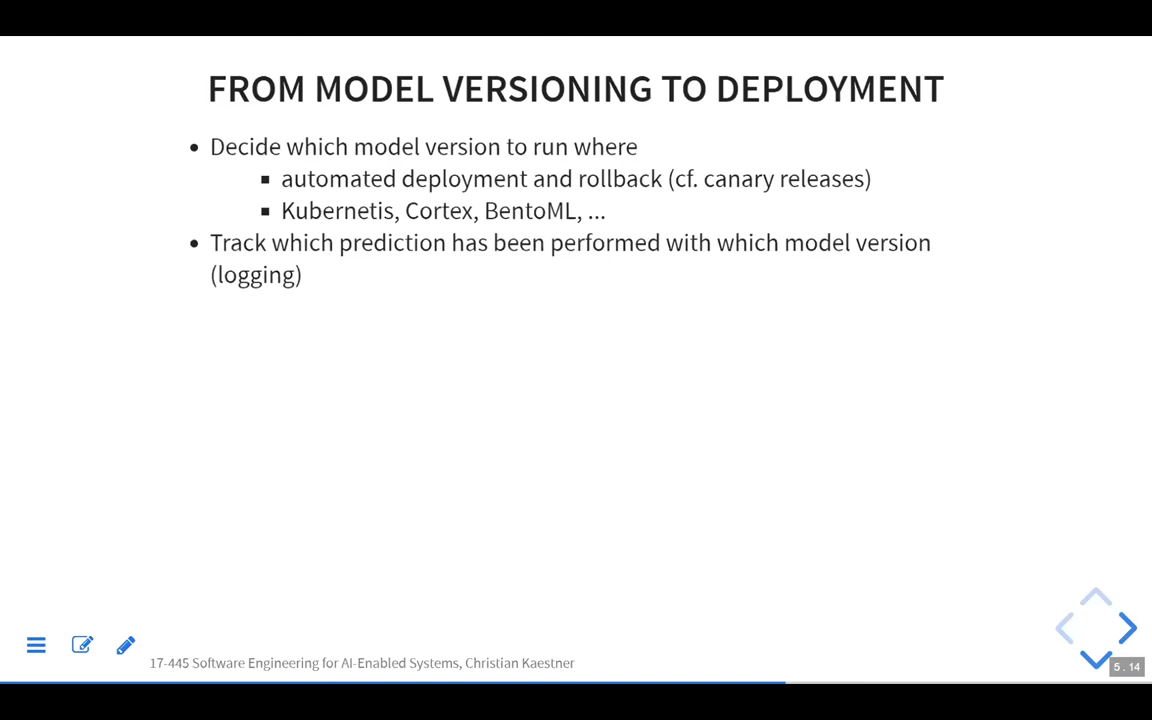 FROM MODEL VERSIONING TO DEPLOYMENT
Decide which model version to run where
automated deployment and rollback (cf. canary releases)
Kubernetis, Cortex, BentoML, ...
Track which prediction has been performed with which model version
(logging)
17-445 Software Engineering for AI-Enabled Systems, Christian Kaestner
5 . 14